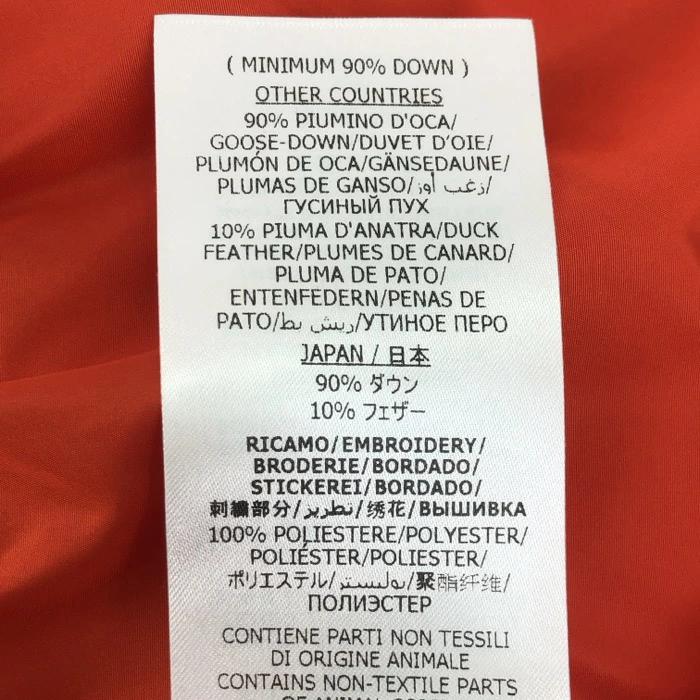 ( MINIMUM 90% DOWN )
OTHER COUNTRIES
90% PIUMINO D'OCA/
GOOSE-DOWN/DUVET D'OIE/
PLUMÓN DE OCA/GÄNSEDAUNE/
PLUMAS DE GANSO/زغب أوز/
ГУСИНЫЙ ПУХ
10% PIUMA D'ANATRA/DUCK
FEATHER/PLUMES DE CANARD/
PLUMA DE PATO/
ENTENFEDERN/PENAS DE
PATO/ريش بط/УТИНОЕ ПЕРО
JAPAN / 日本
90% ダウン
10% フェザー
RICAMO/EMBROIDERY/
BRODERIE/BORDADO/
STICKEREI/BORDADO/
刺繍部分/تطريز/绣花/ВЫШИВКА
100% POLIESTERE/POLYESTER/
POLIÉSTER/POLIESTER/
ポリエステル/بوليستر/聚酯纤维/
ПОЛИЭСТЕР
CONTIENE PARTI NON TESSILI
DI ORIGINE ANIMALE
CONTAINS NON-TEXTILE PARTS
OF ANIMAL